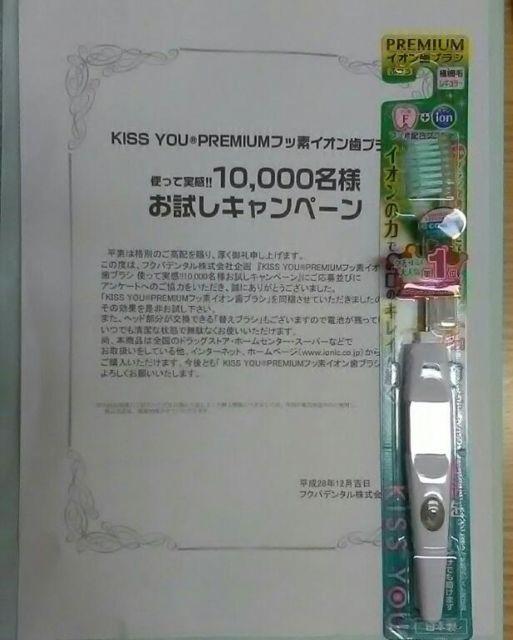 KISS YOU®PREMIUMフッ素イオン歯ブラ
使って実感!!10,000名様
お試しキャンペーン
平素は格別のご高配を賜り、厚く御礼申し上げます。
この度は、フクバデンタル株式会社企画『KISS YOU®PREMIUMフッ素イオ
歯ブラシ 使って実感!!10,000名様お試しキャンペーン』にご応募並びに
アンケートへのご協力をいただき、誠にありがとうございました。
「KISS YOU®PREMIUMフッ素イオン歯ブラシ」を同梱させていただきましたの
その効果を是非お試し下さい。
また、ヘッド部分が交換できる「替えブラシ」もございますので電池が残って
いつでも清潔な状態で無駄なくお使いいただけます。
尚、本商品は全国のドラッグストア・ホームセンター・スーパーなどで
お取扱いをしている他、インターネット、ホームページ(www.ionic.co.jp)から
ご購入いただけます。今後とも「KISS YOU®PREMIUMフッ素イオン歯ブラシ
よろしくお願いいたします。
平成28年12月吉日
フクバデンタル株式会
PREMIUM
イオン歯ブラシ
極細毛
レギュラー
F + ion
イオンの力で
第1位
KISS YOU
日本製